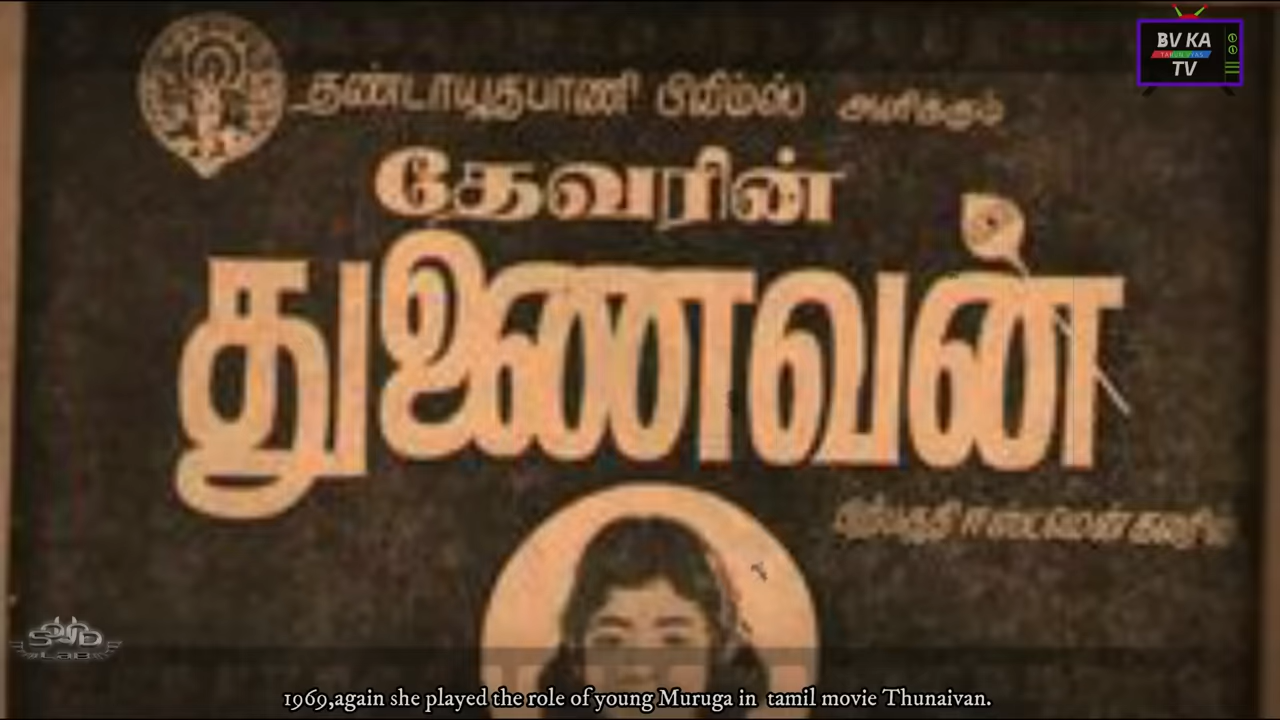 BV KA
TV
தண்டாயுதபாணி பிலிம்ஸ் அளிக்கும்
தேவரின்
துணைவன்
1969,again she played the role of young Muruga in tamil movie Thunaivan.